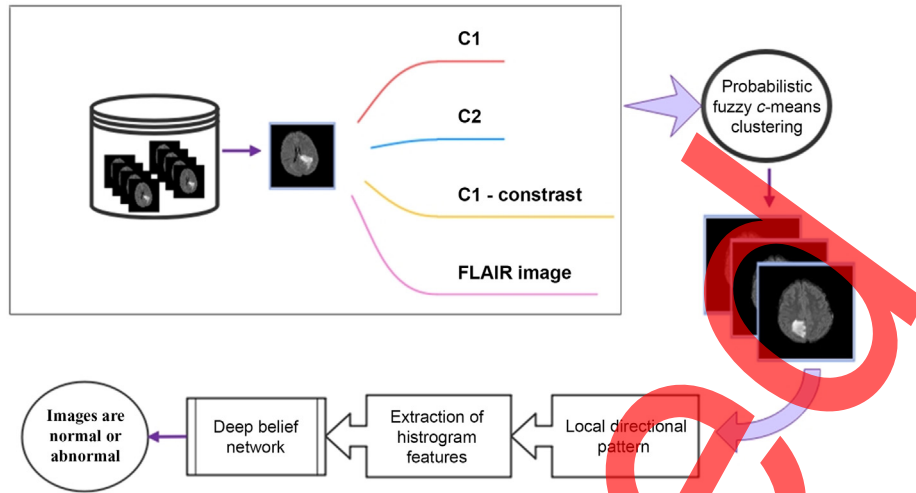 C1
C2
C1 - constrast
FLAIR image
Probabilistic
fuzzy c-means
clustering
Local directional
pattern
Extraction of
histrogram
features
Deep belief
network
Images are
normal or
abnormal